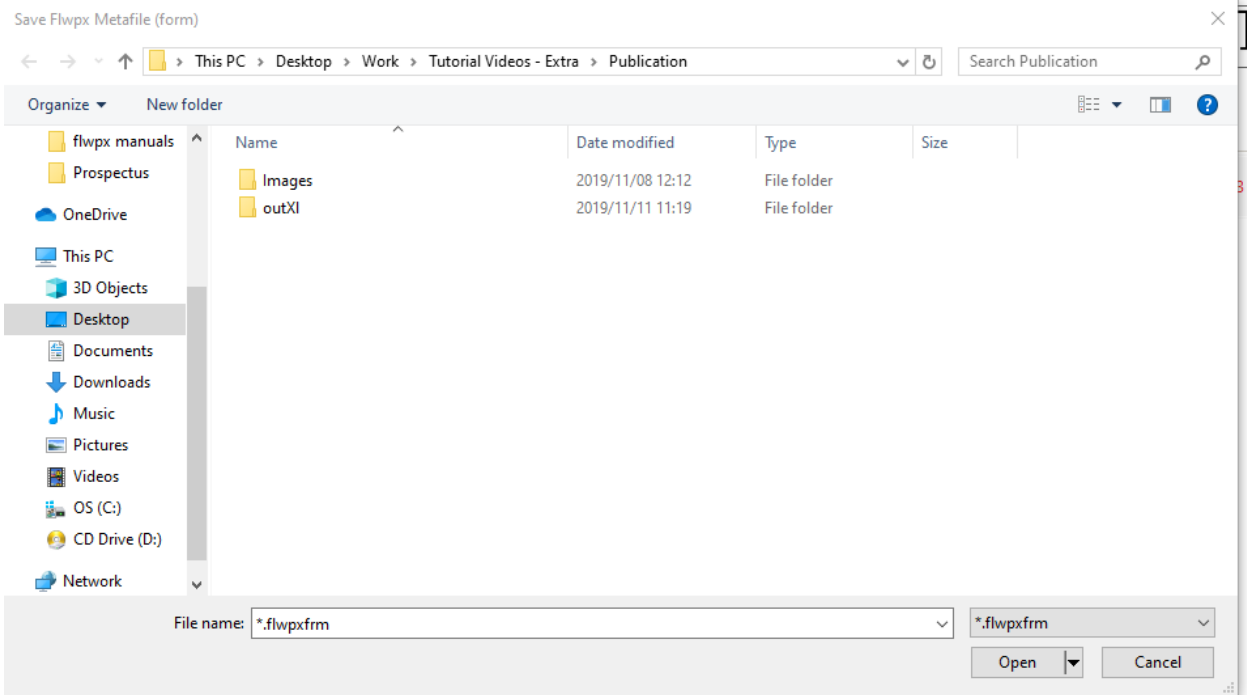 Save Flwpx Metafile (form)
This PC > Desktop > Work > Tutorial Videos - Extra > Publication
Search Publication
Organize
New folder
flwpx manuals
Prospectus
OneDrive
This PC
3D Objects
Desktop
Documents
Downloads
Music
Pictures
Videos
OS (C:)
CD Drive (D:)
Network
Name Date modified Type Size
Images 2019/11/08 12:12 File folder
outXI 2019/11/11 11:19 File folder
File name: *.flwpxfrm
*.flwpxfrm
Open
Cancel